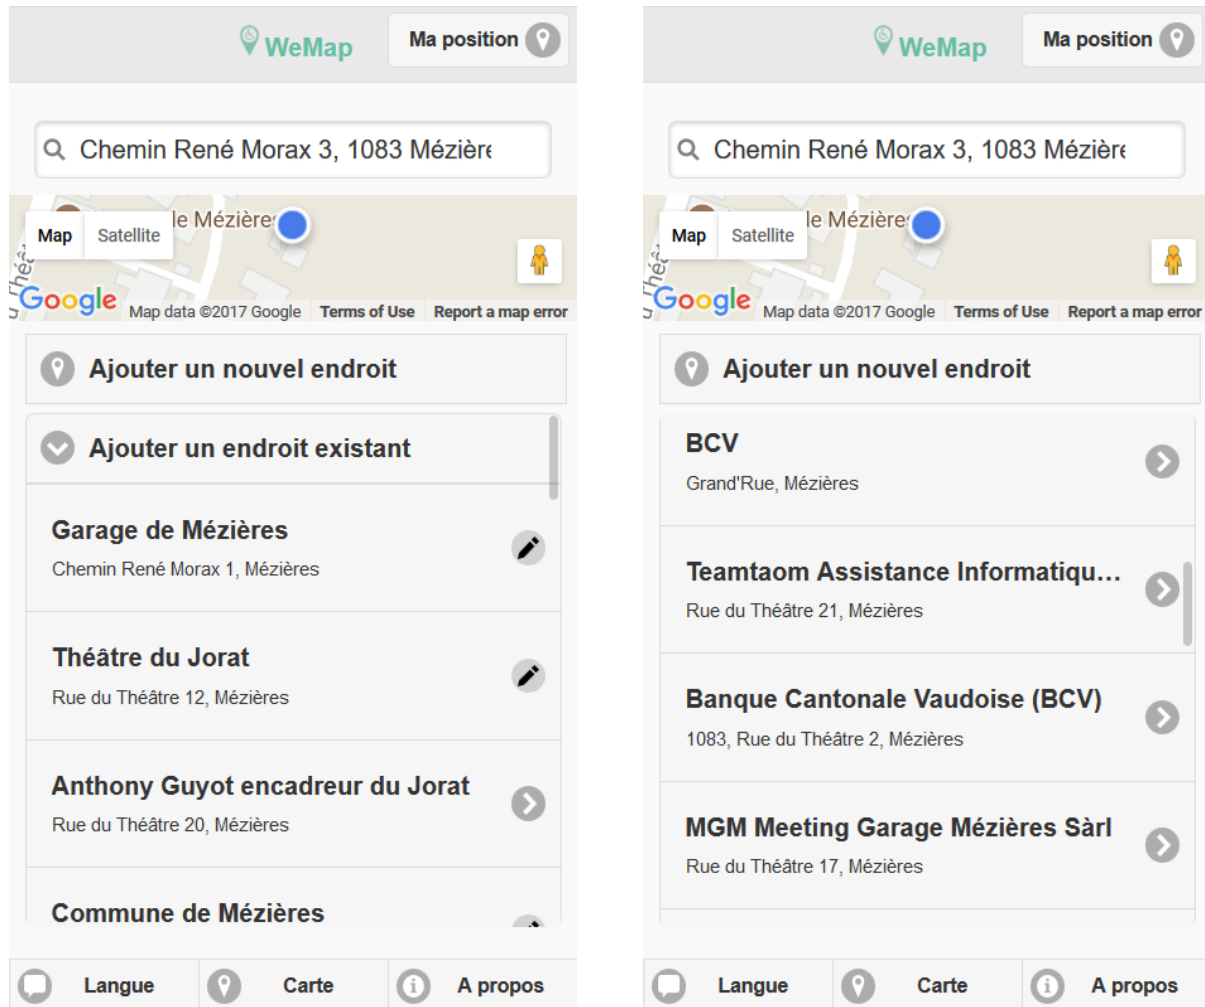 WeMap
Ma position
Chemin René Morax 3, 1083 Mézière
le Mézières
Map Satellite
Google Map data ©2017 Google Terms of Use Report a map error
Ajouter un nouvel endroit
Ajouter un endroit existant
Garage de Mézières
Chemin René Morax 1, Mézières
Théâtre du Jorat
Rue du Théâtre 12, Mézières
Anthony Guyot encadreur du Jorat
Rue du Théâtre 20, Mézières
Commune de Mézières
Langue Carte A propos
WeMap
Ma position
Chemin René Morax 3, 1083 Mézière
le Mézières
Map Satellite
Google Map data ©2017 Google Terms of Use Report a map error
Ajouter un nouvel endroit
BCV
Grand'Rue, Mézières
Teamtaom Assistance Informatiqu...
Rue du Théâtre 21, Mézières
Banque Cantonale Vaudoise (BCV)
1083, Rue du Théâtre 2, Mézières
MGM Meeting Garage Mézières Sàrl
Rue du Théâtre 17, Mézières
Langue Carte A propos